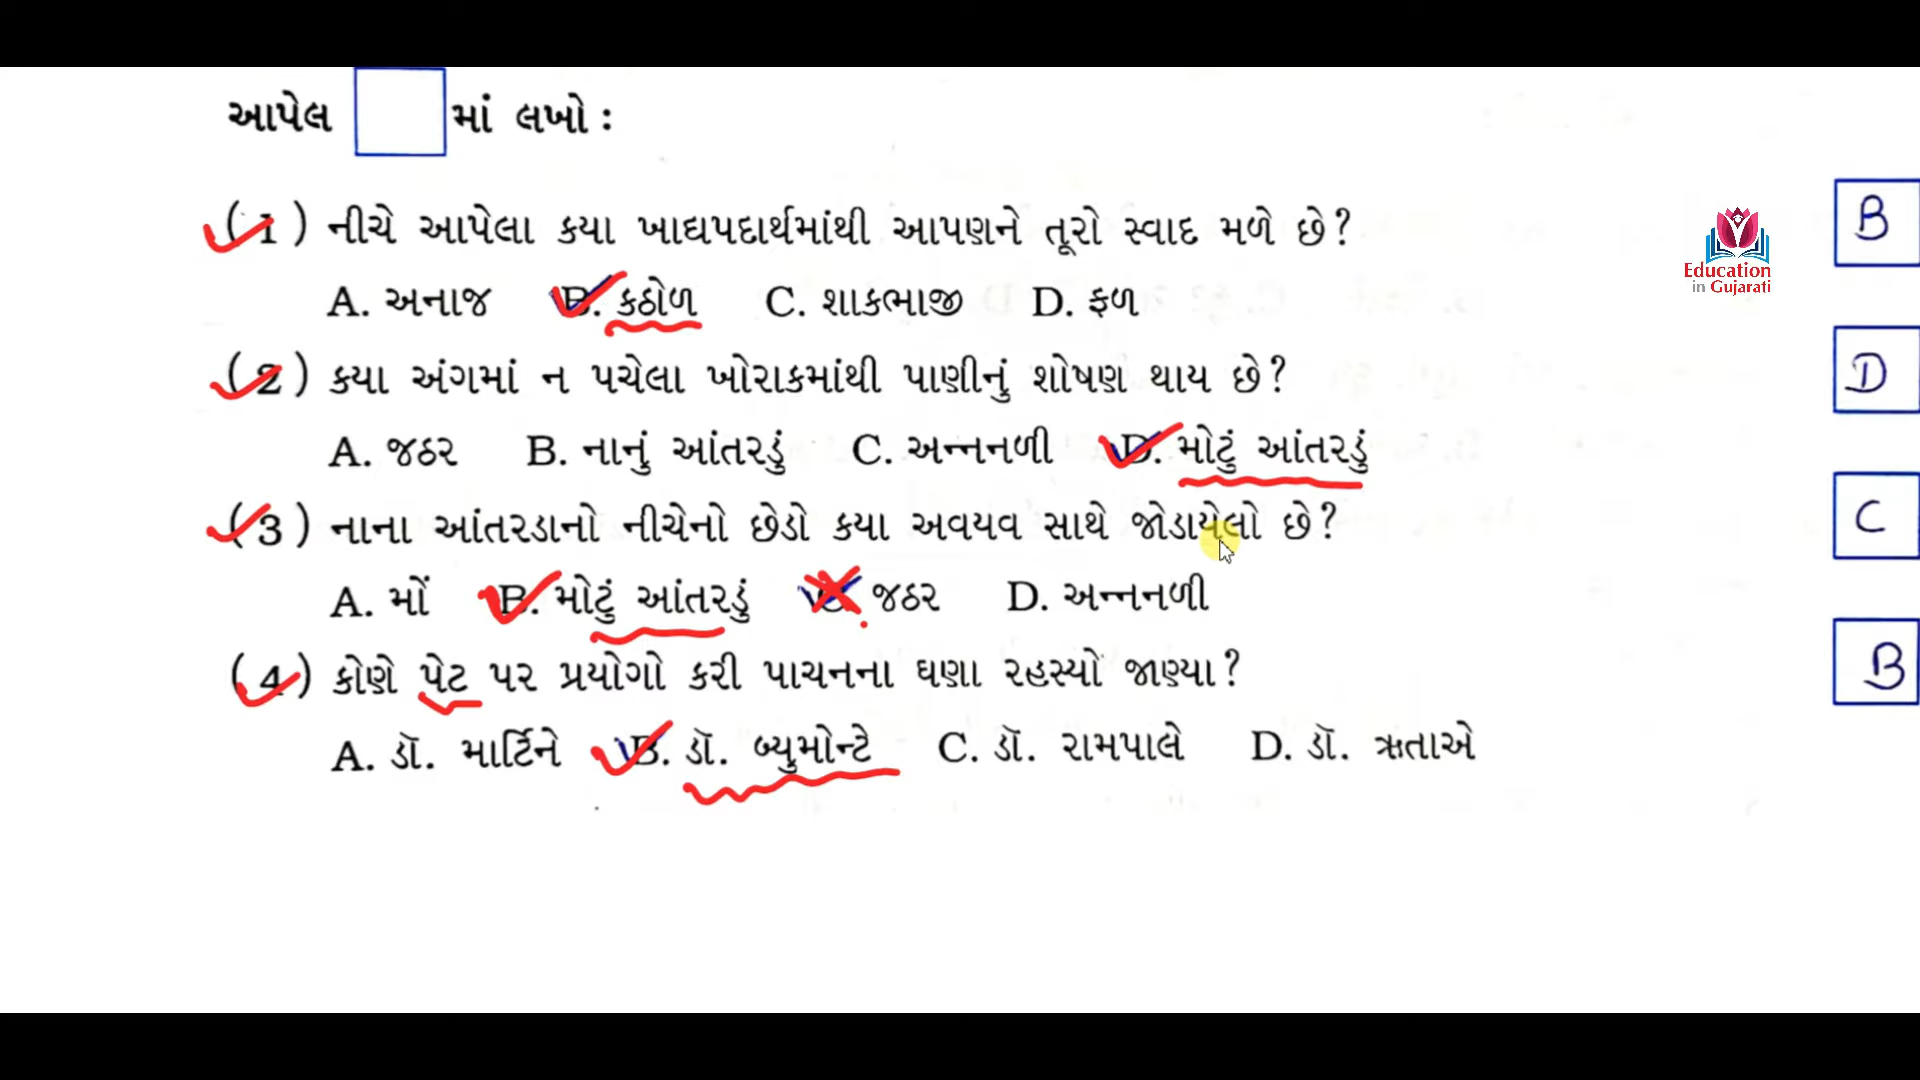 આપેલ માં લખો :
(1) નીચે આપેલા કયા ખાદ્યપદાર્થમાંથી આપણને તૂરો સ્વાદ મળે છે? B
Education
in Gujarati
A. અનાજ B. કઠોળ C. શાકભાજી D. ફળ
(2) કયા અંગમાં ન પચેલા ખોરાકમાંથી પાણીનું શોષણ થાય છે? D
A. જઠર B. નાનું આંતરડું C. અન્નનળી D. મોટું આંતરડું
(3) નાના આંતરડાનો નીચેનો છેડો કયા અવયવ સાથે જોડાયેલો છે? C
A. મોં B. મોટું આંતરડું C. જઠર D. અન્નનળી
(4) કોણે પેટ પર પ્રયોગો કરી પાચનના ઘણા રહસ્યો જાણ્યા? B
A. ડૉ. માર્ટિને B. ડૉ. બ્યુમોન્ટે C. ડૉ. રામપાલે D. ડૉ. ઋતાએ